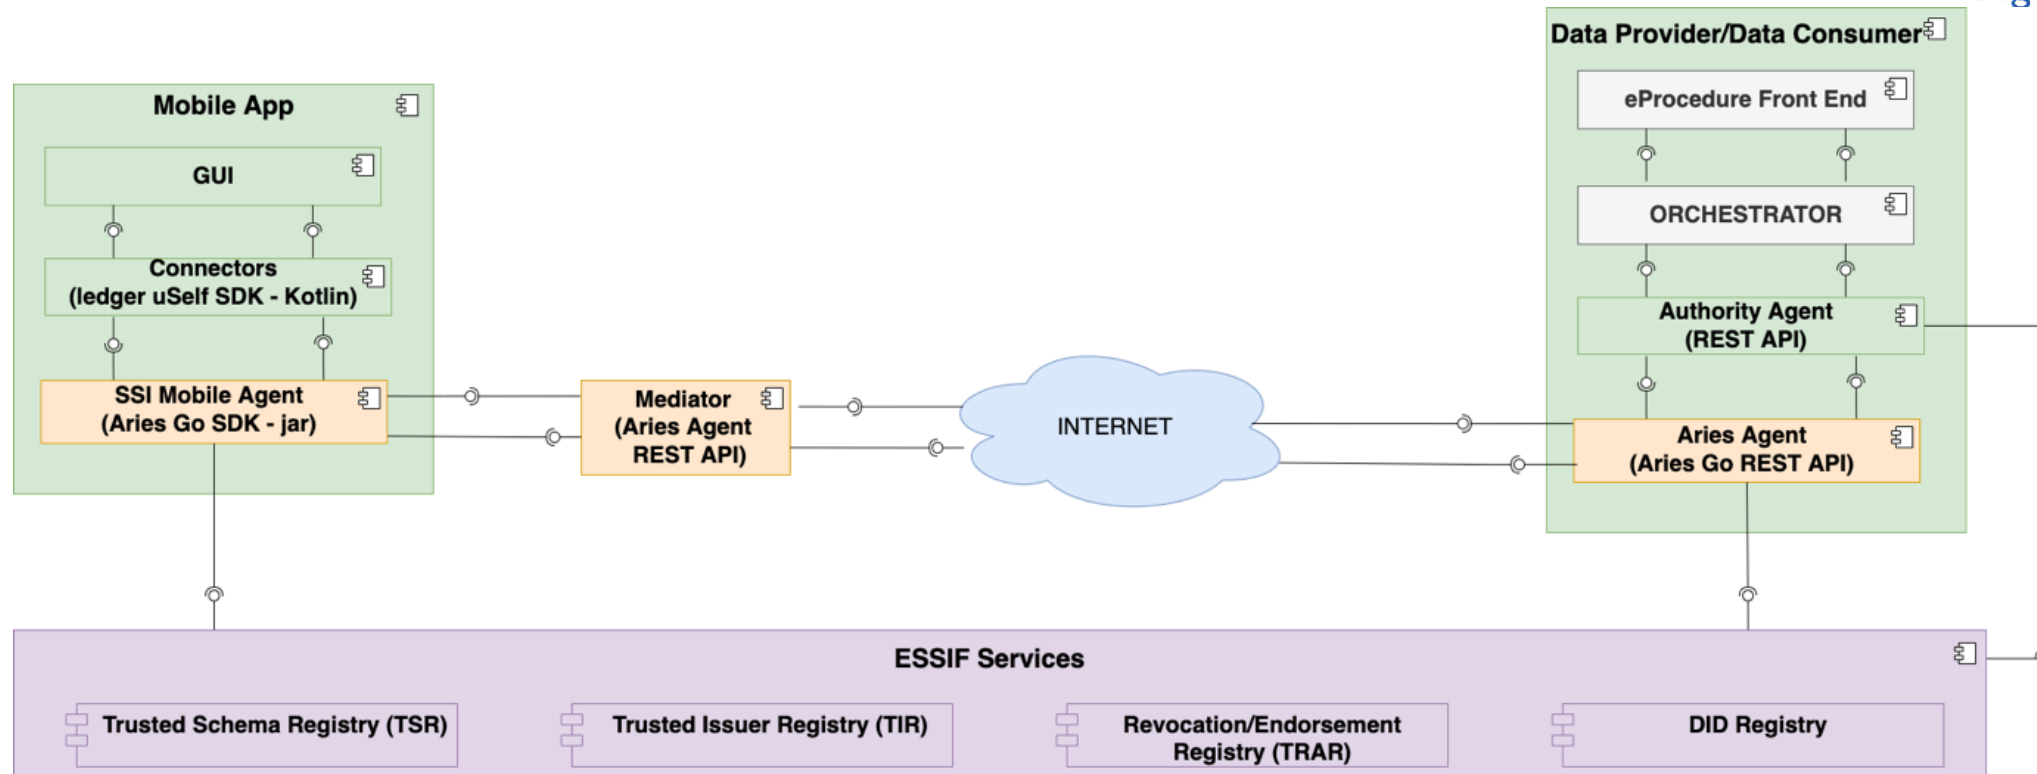 Data Provider/Data Consumer
eProcedure Front End
Mobile App
GUI
ORCHESTRATOR
Connectors
(ledger uSelf SDK - Kotlin)
Authority Agent
(REST API)
SSI Mobile Agent
(Aries Go SDK - jar)
Mediator
(Aries Agent
REST API)
INTERNET
Aries Agent
(Aries Go REST API)
ESSIF Services
Trusted Schema Registry (TSR)
Trusted Issuer Registry (TIR)
Revocation/Endorsement
Registry (TRAR)
DID Registry